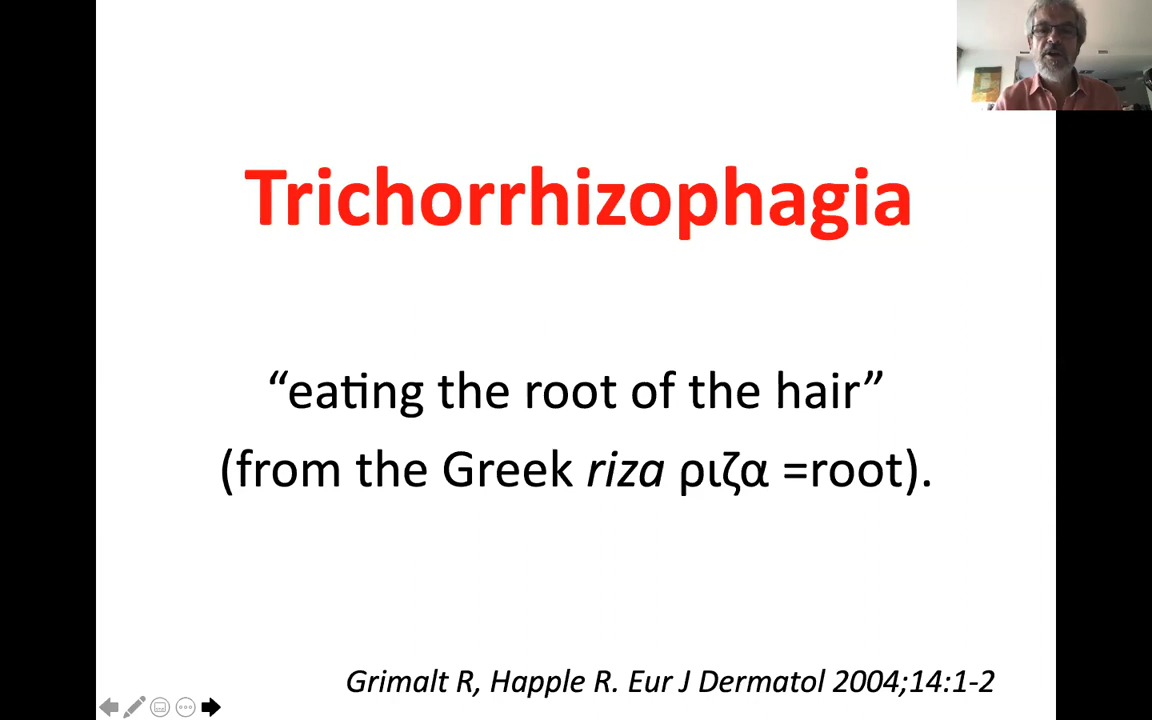 Trichorrhizophagia
“eating the root of the hair”
(from the Greek riza ριζα =root).
Grimalt R, Happle R. Eur J Dermatol 2004;14:1-2